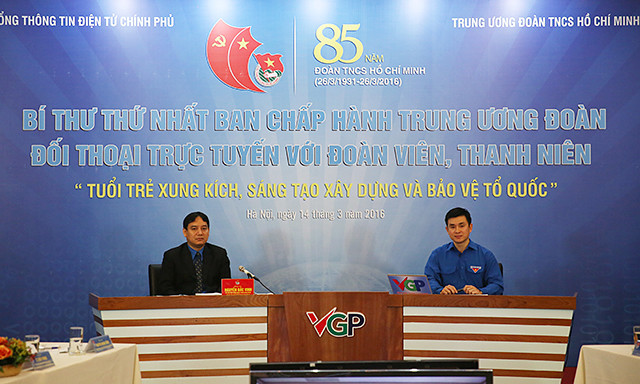 CỔNG THÔNG TIN ĐIỆN TỬ CHÍNH PHỦ
TRUNG ƯƠNG ĐOÀN TNCS HỒ CHÍ MINH
85 NĂM
ĐOÀN TNCS HỒ CHÍ MINH
(26/3/1931-26/3/2016)
BÍ THƯ THỨ NHẤT BAN CHẤP HÀNH TRUNG ƯƠNG ĐOÀN
ĐỐI THOẠI TRỰC TUYẾN VỚI ĐOÀN VIÊN, THANH NIÊN
“ TUỔI TRẺ XUNG KÍCH, SÁNG TẠO XÂY DỰNG VÀ BẢO VỆ TỔ QUỐC ”
Hà Nội, ngày 14 tháng 3 năm 2016
NGUYỄN ĐẮC VINH
VGP
VGP